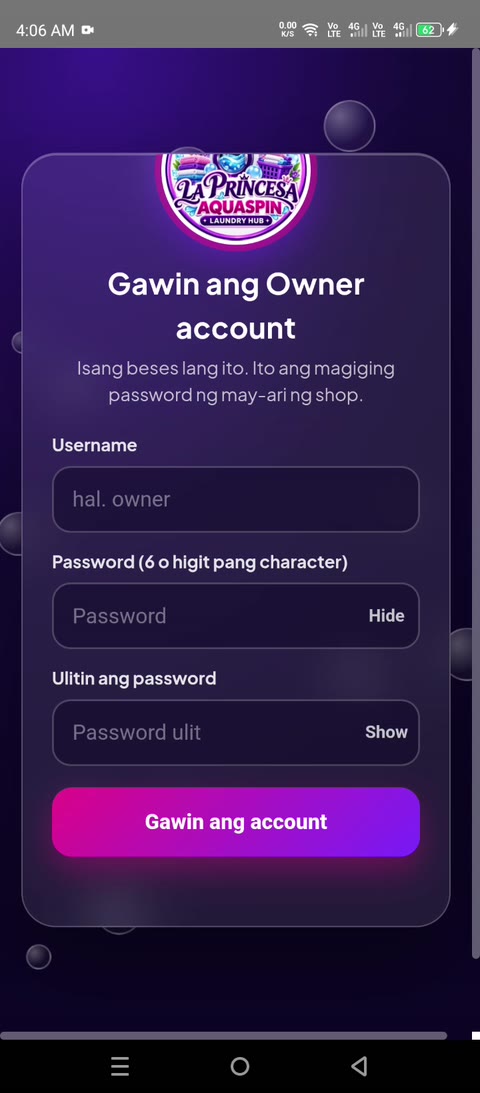 4:06 AM
0.00 K/S
Vo LTE
4G
Vo LTE
4G
62
LA PRINCESA
AQUASPIN
LAUNDRY HUB
Gawin ang Owner
account
Isang beses lang ito. Ito ang magiging
password ng may-ari ng shop.
Username
hal. owner
Password (6 o higit pang character)
Password
Hide
Ulitin ang password
Password ulit
Show
Gawin ang account